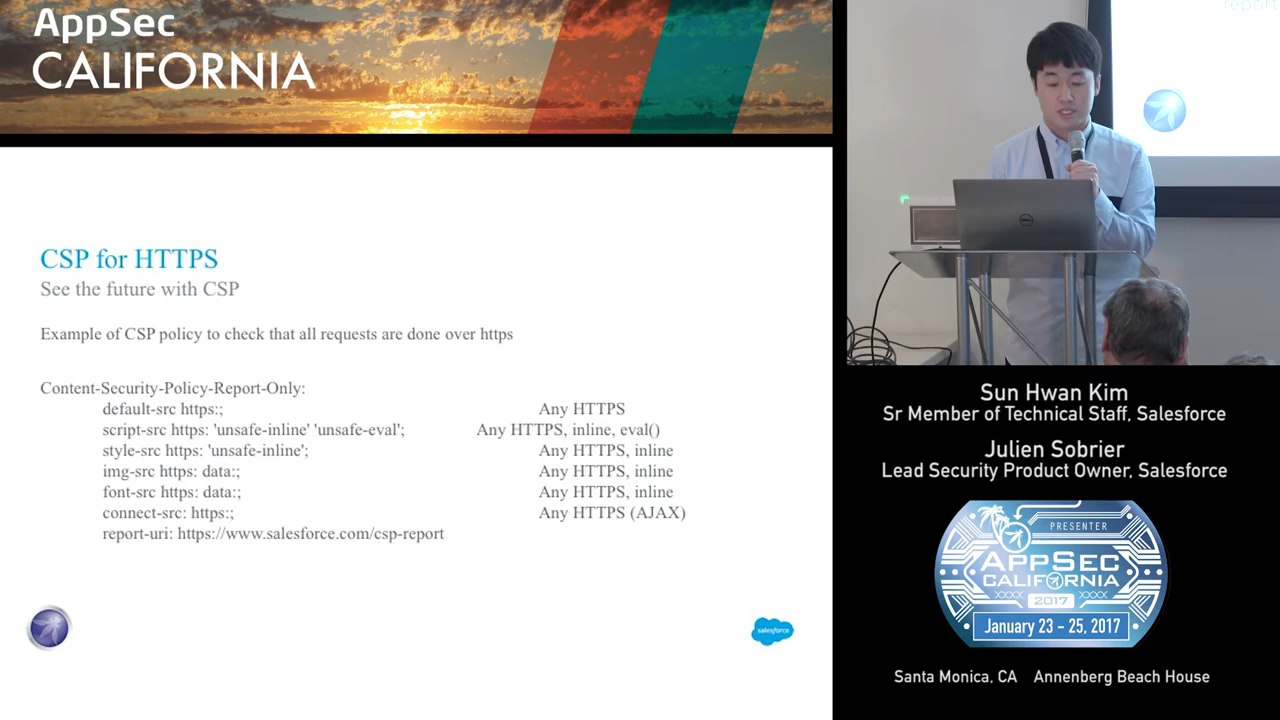 AppSec
CALIFORNIA
CSP for HTTPS
See the future with CSP
Example of CSP policy to check that all requests are done over https
Content-Security-Policy-Report-Only:
default-src https:; Any HTTPS
script-src https: 'unsafe-inline' 'unsafe-eval'; Any HTTPS, inline, eval()
style-src https: 'unsafe-inline'; Any HTTPS, inline
img-src https: data:; Any HTTPS, inline
font-src https: data:; Any HTTPS, inline
connect-src: https:; Any HTTPS (AJAX)
report-uri: https://www.salesforce.com/csp-report
salesforce
report
DELL
Sun Hwan Kim
Sr Member of Technical Staff, Salesforce
Julien Sobrier
Lead Security Product Owner, Salesforce
PRESENTER
APPSEC
CALIFORNIA
2017
January 23 - 25, 2017
Santa Monica, CA Annenberg Beach House